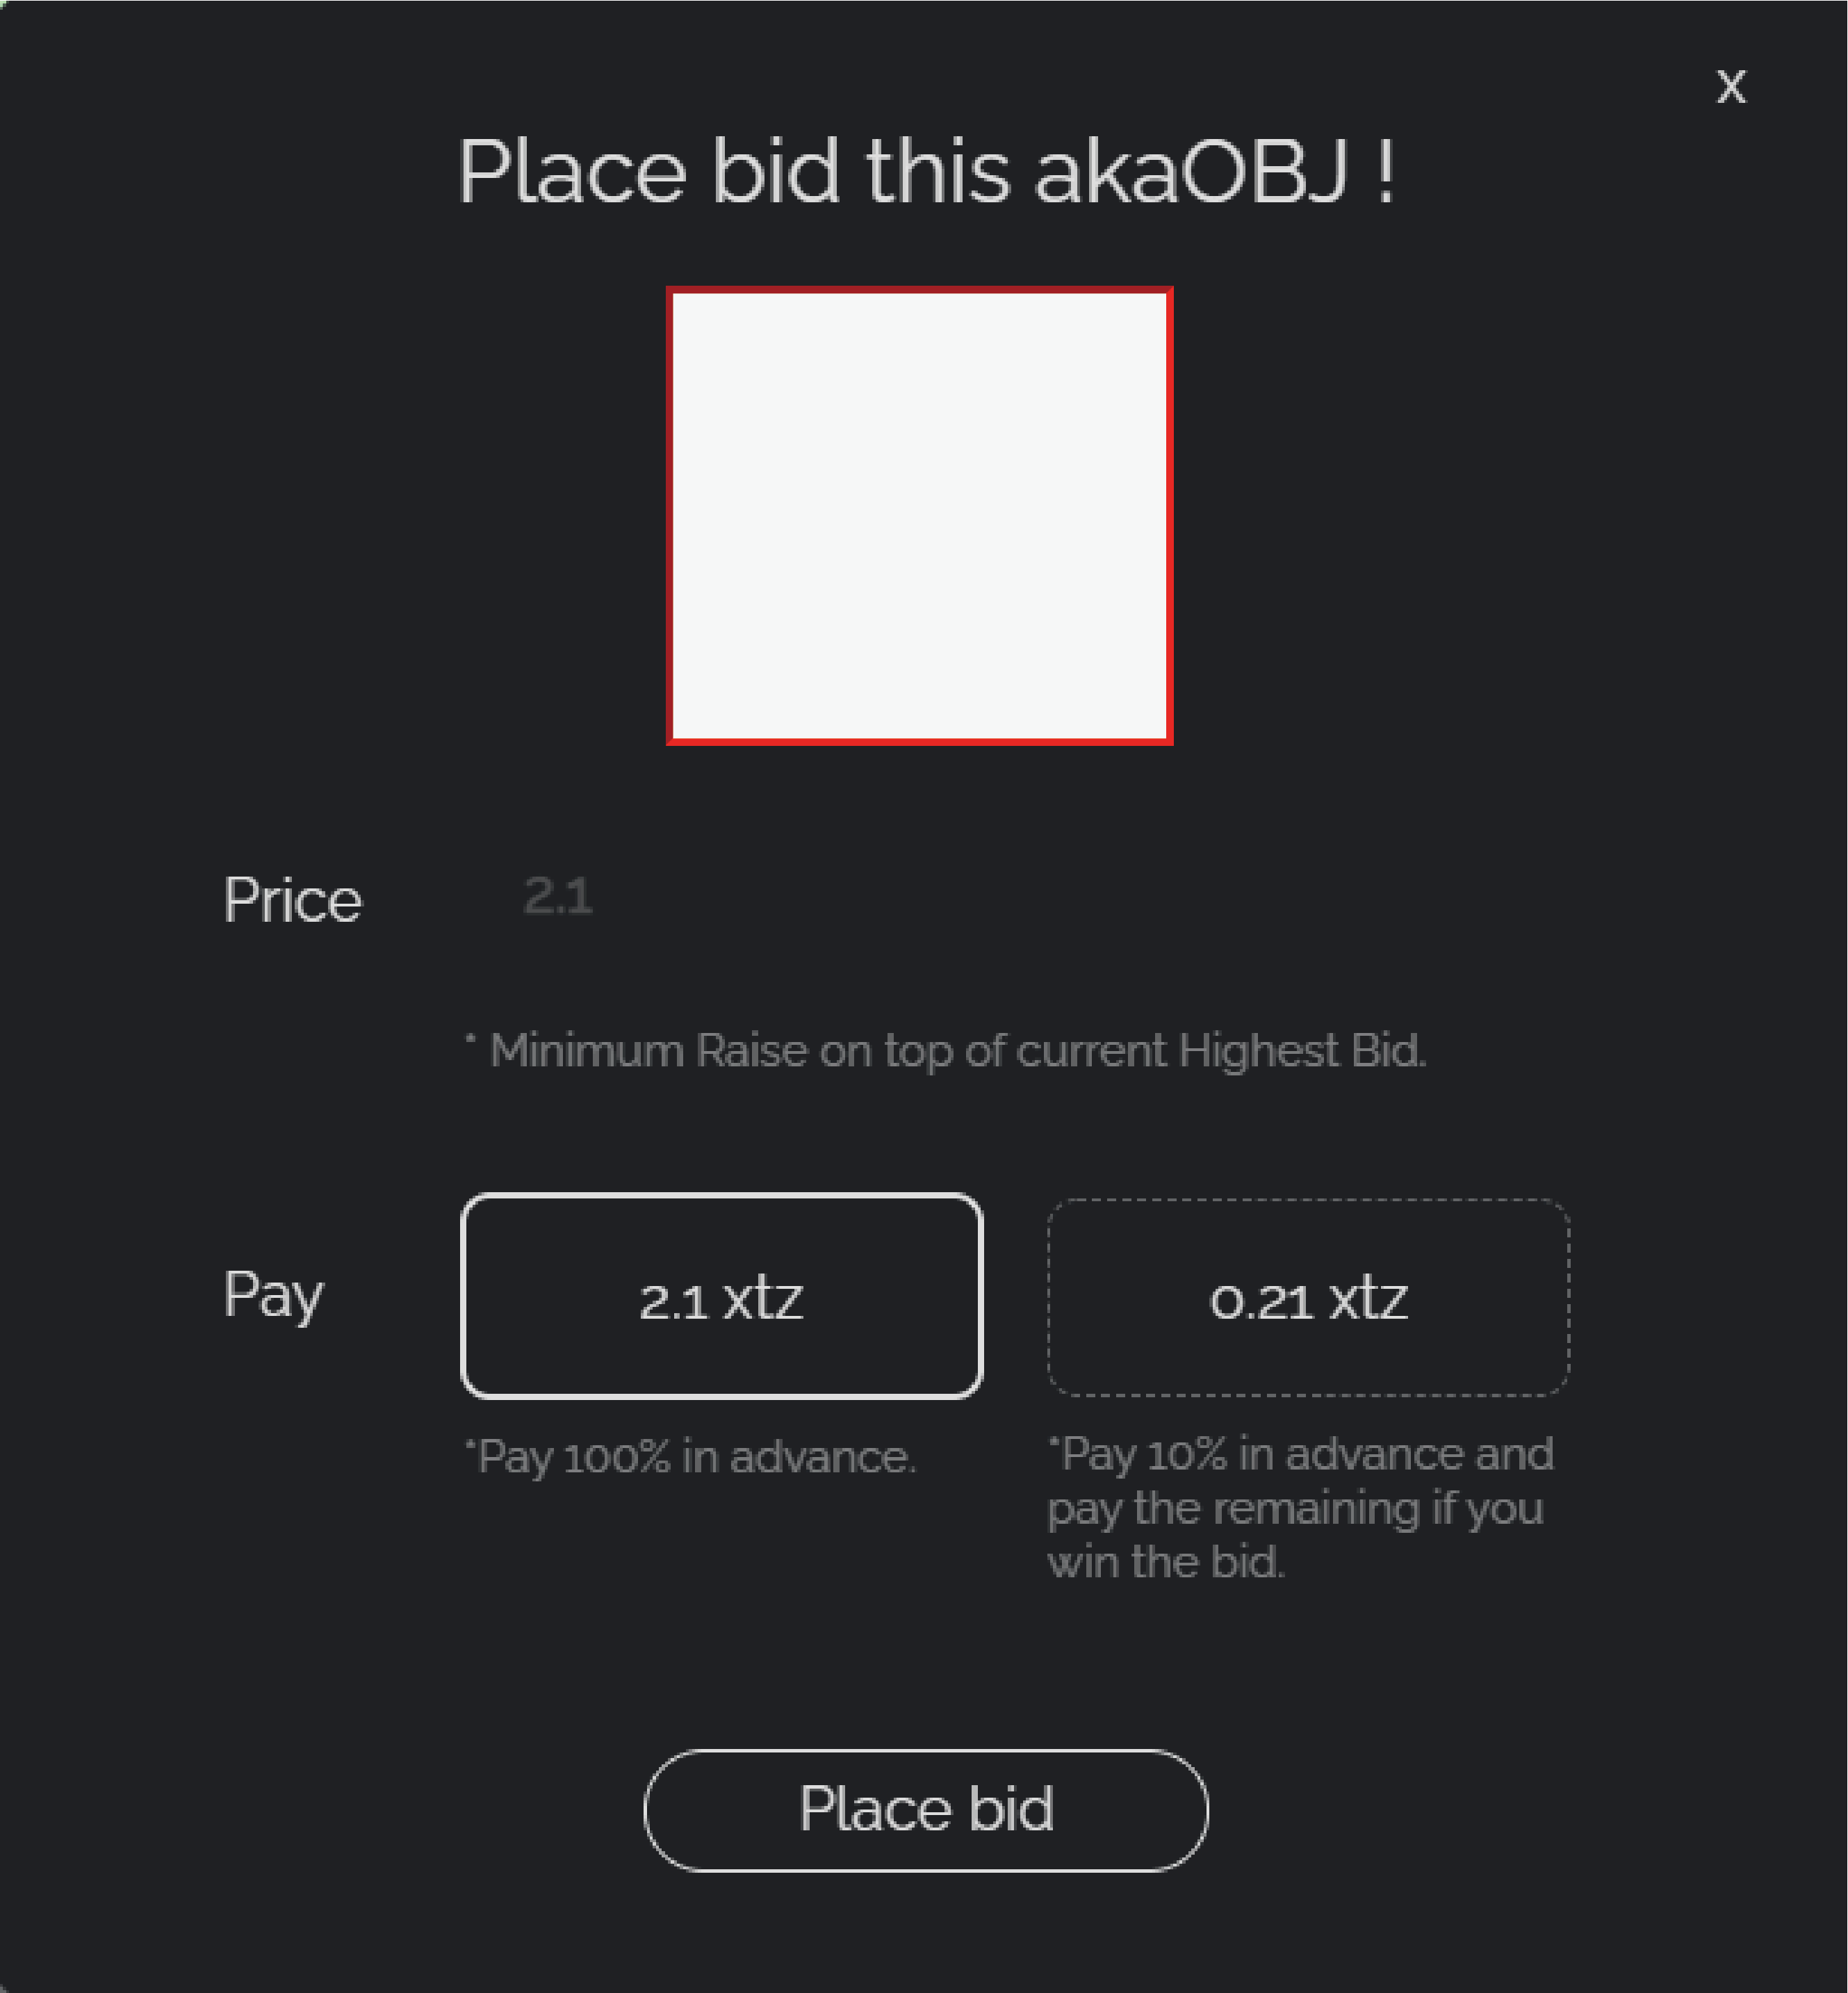 x
Place bid this akaOBJ !
Price 2.1
* Minimum Raise on top of current Highest Bid.
Pay 2.1 xtz 0.21 xtz
*Pay 100% in advance.
*Pay 10% in advance and
pay the remaining if you
win the bid.
Place bid